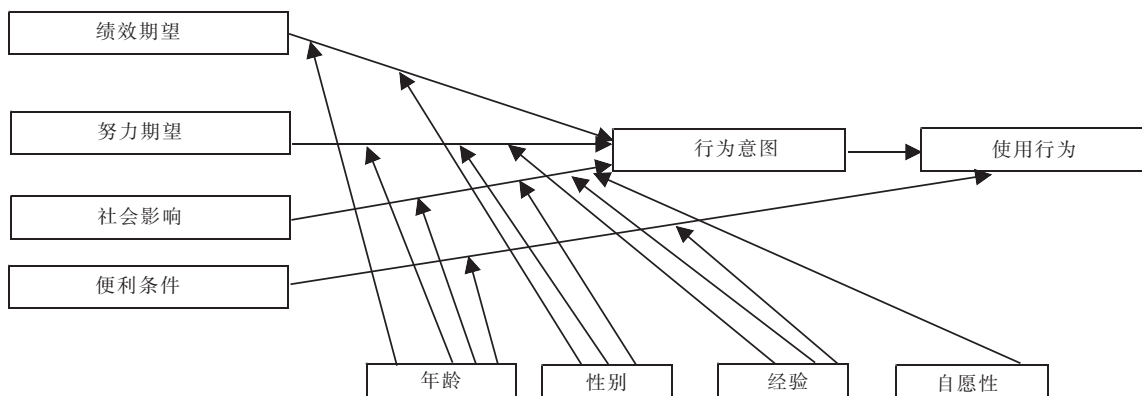 绩效期望
努力期望
行为意图
使用行为
社会影响
便利条件
年龄
性别
经验
自愿性